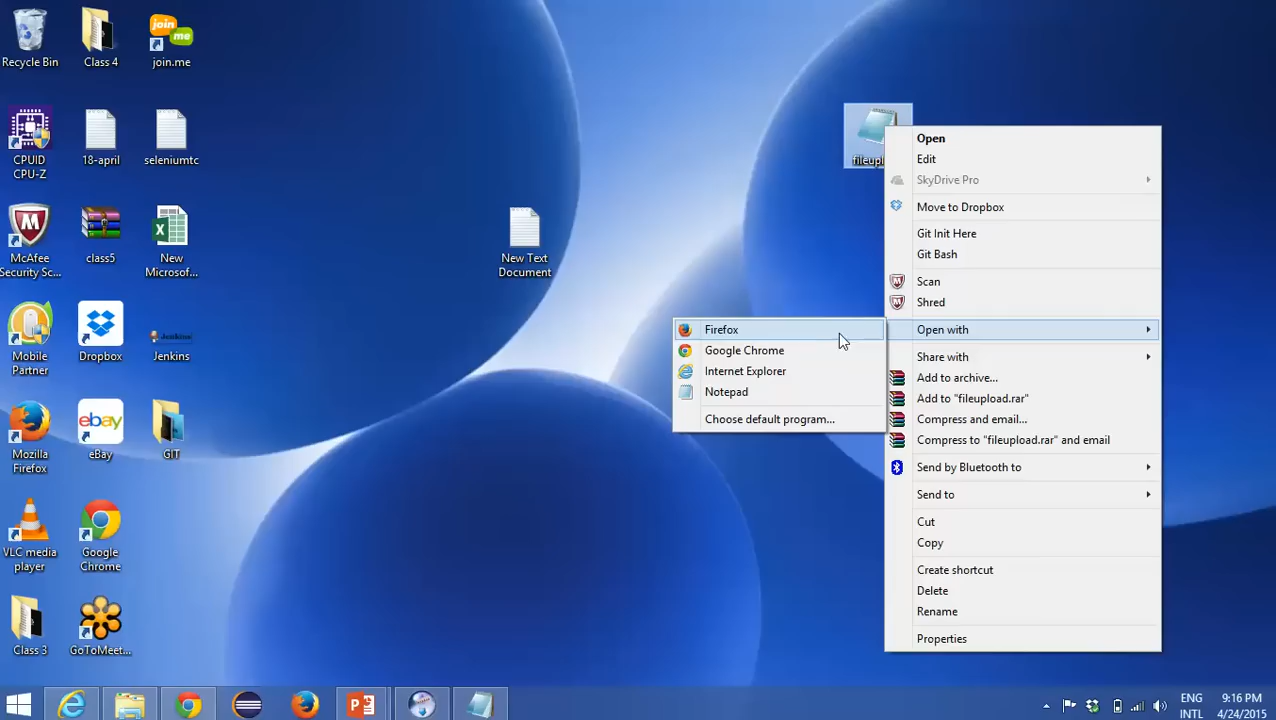 Recycle Bin
Class 4
join
me
join.me
CPUID
CPU-Z
18-april
seleniumtc
McAfee
Security Sc...
class5
New
Microsof...
New Text
Document
Mobile
Partner
Dropbox
Jenkins
Jenkins
Mozilla
Firefox
ebay
eBay
GIT
VLC media
player
Google
Chrome
Class 3
GoToMeet...
Open
Edit
SkyDrive Pro
Move to Dropbox
Git Init Here
Git Bash
Scan
Shred
Open with
Share with
Add to archive...
Add to "fileupload.rar"
Compress and email...
Compress to "fileupload.rar" and email
Send by Bluetooth to
Send to
Cut
Copy
Create shortcut
Delete
Rename
Properties
Firefox
Google Chrome
Internet Explorer
Notepad
Choose default program...
ENG
INTL
9:16 PM
4/24/2015